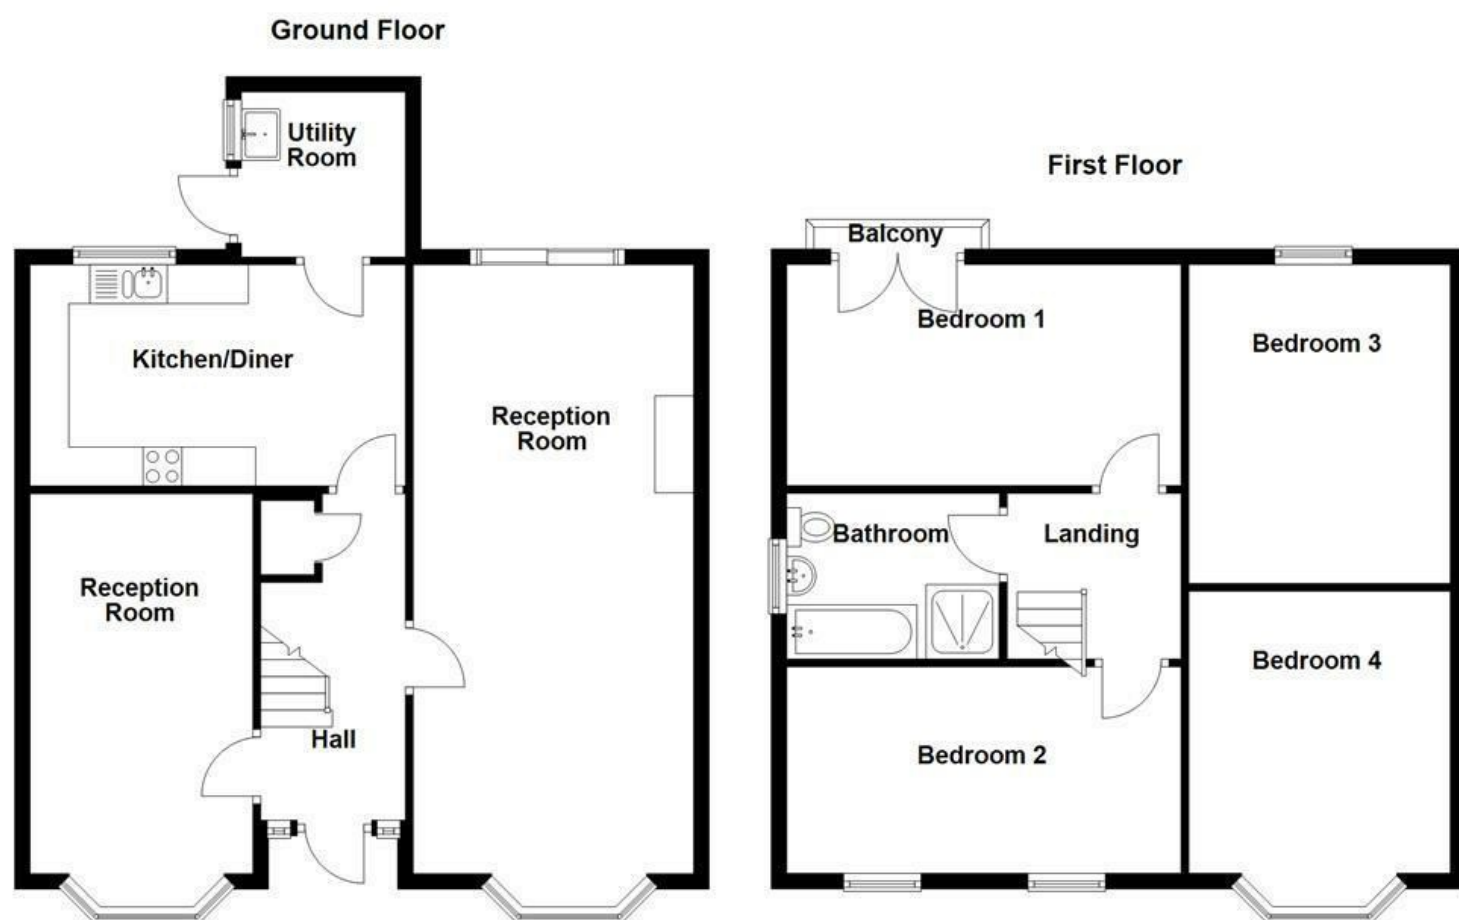 Ground Floor
Utility
Room
Kitchen/Diner
Reception
Room
Reception
Room
Hall
First Floor
Balcony
Bedroom 1
Bedroom 3
Bathroom
Landing
Bedroom 4
Bedroom 2